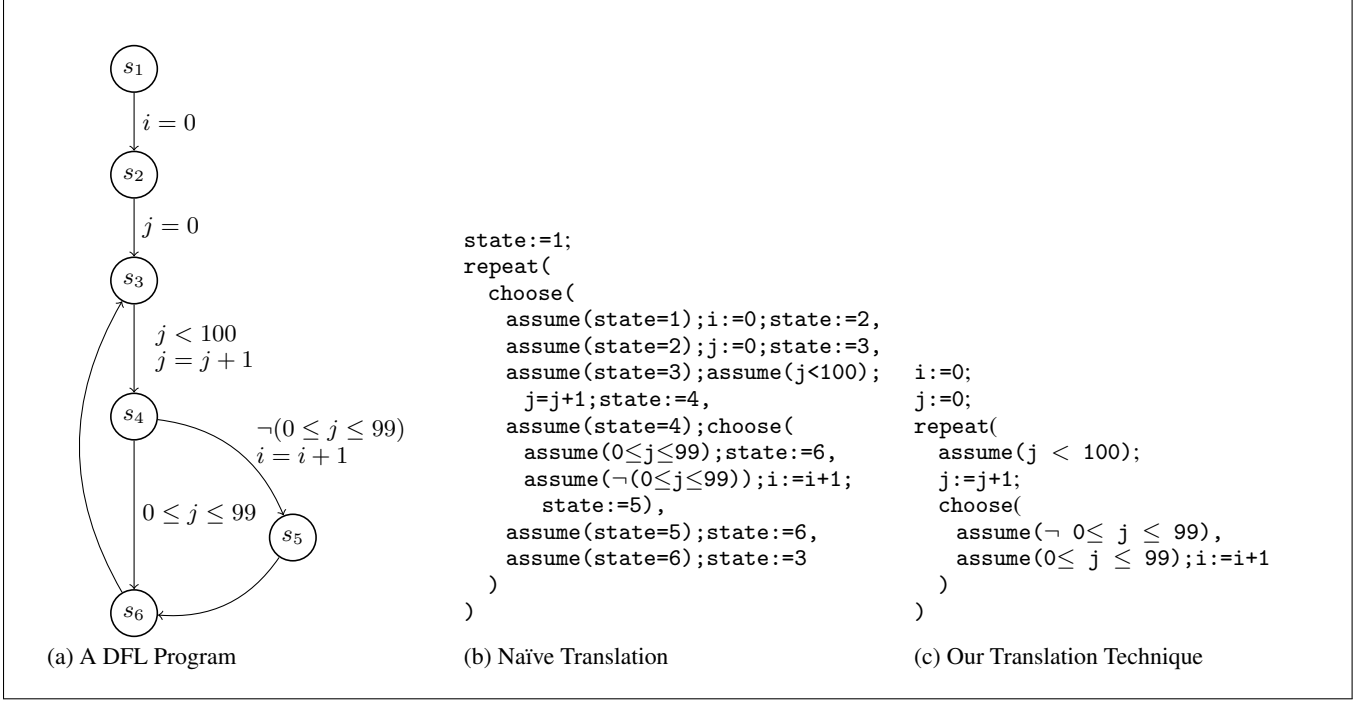 s1
i = 0
s2
j = 0
s3
j < 100
j = j + 1
s4
¬(0 ≤ j ≤ 99)
i = i + 1
0 ≤ j ≤ 99
s5
s6
(a) A DFL Program
state:=1;
repeat(
choose(
assume(state=1);i:=0;state:=2,
assume(state=2);j:=0;state:=3,
assume(state=3);assume(j<100);
j=j+1;state:=4,
assume(state=4);choose(
assume(0≤j≤99);state:=6,
assume(¬(0≤j≤99));i:=i+1;
state:=5),
assume(state=5);state:=6,
assume(state=6);state:=3
)
)
(b) Naïve Translation
i:=0;
j:=0;
repeat(
assume(j < 100);
j:=j+1;
choose(
assume(¬ 0≤ j ≤ 99),
assume(0≤ j ≤ 99);i:=i+1
)
)
(c) Our Translation Technique